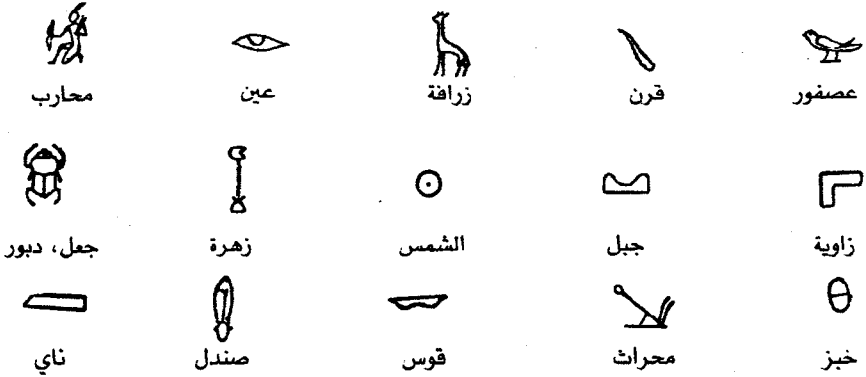 عصفور قرن زرافة عين محارب
زاوية جبل الشمس زهرة جعل، دبور
خبز محراث قوس صندل ناي